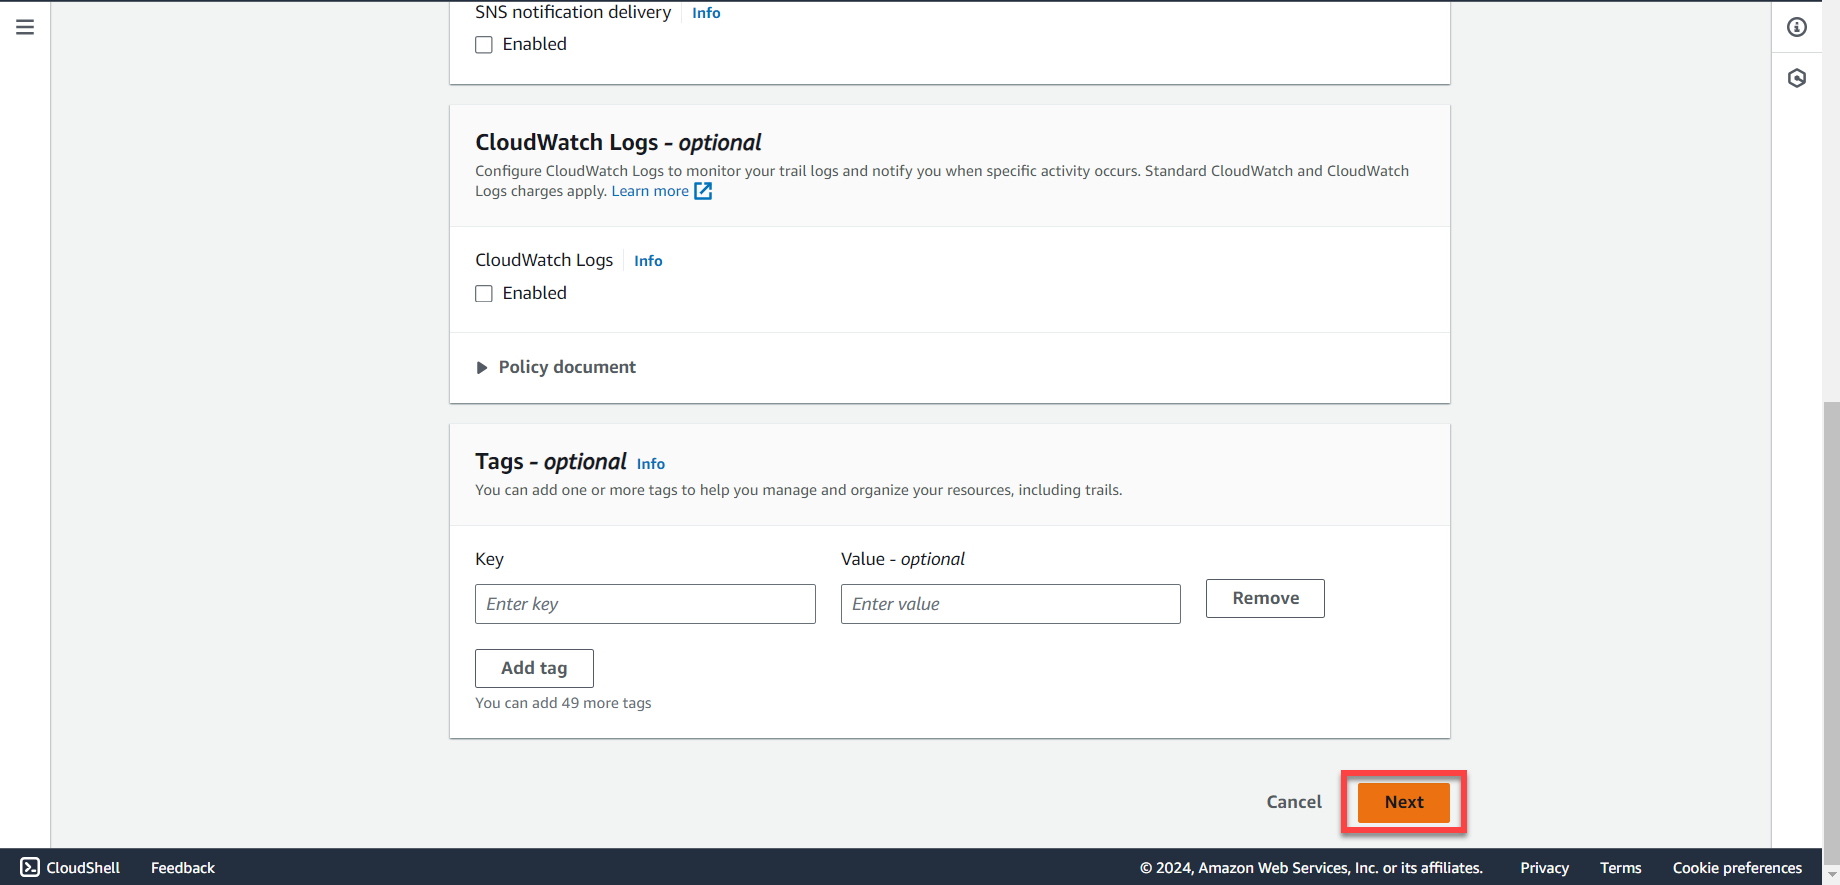 SNS notification delivery Info
Enabled
CloudWatch Logs - optional
Configure CloudWatch Logs to monitor your trail logs and notify you when specific activity occurs. Standard CloudWatch and CloudWatch
Logs charges apply. Learn more
CloudWatch Logs Info
Enabled
Policy document
Tags - optional Info
You can add one or more tags to help you manage and organize your resources, including trails.
Key Value - optional
Enter key Enter value Remove
Add tag
You can add 49 more tags
Cancel Next
CloudShell Feedback © 2024, Amazon Web Services, Inc. or its affiliates. Privacy Terms Cookie preferences